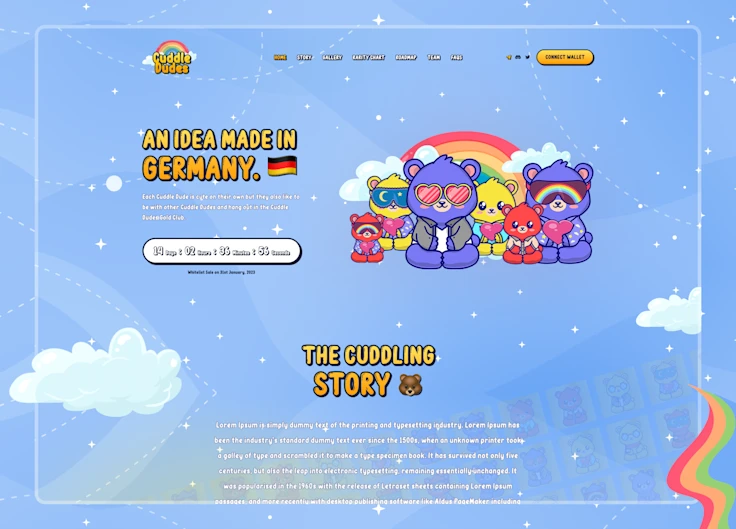 Cuddle
Dudes
HOME STORY GALLERY RARITY CHART ROADMAP TEAM FAQS
CONNECT WALLET
AN IDEA MADE IN
GERMANY.
Each Cuddle Dude is cute on their own but they also like to
be with other Cuddle Dudes and hang out in the Cuddle
Club
19 Days : 02 Hours : 36 Minutes : 56 Seconds
Whitelist Sale on 31st January, 2023
THE CUDDLING
STORY
Lorem Ipsum is simply dummy text of the printing and typesetting industry. Lorem Ipsum has
been the industry's standard dummy text ever since the 1500s, when an unknown printer took
a galley of type and scrambled it to make a type specimen book. It has survived not only five
centuries, but also the leap into electronic typesetting, remaining essentially unchanged. It
was popularised in the 1960s with the release of Letraset sheets containing Lorem Ipsum
passages, and more recently with desktop publishing software like Aldus PageMaker including